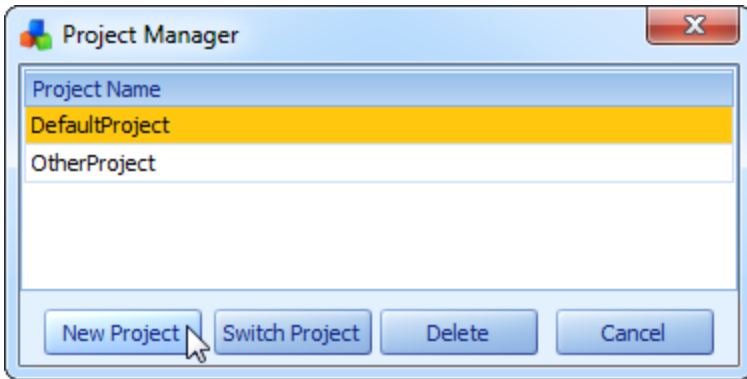 Project Manager
Project Name
DefaultProject
OtherProject
New Project Switch Project Delete Cancel